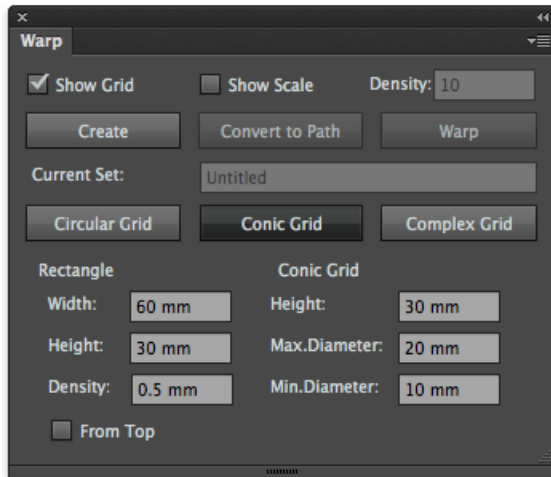 Warp
Show Grid Show Scale Density: 10
Create Convert to Path Warp
Current Set: Untitled
Circular Grid Conic Grid Complex Grid
Rectangle Conic Grid
Width: 60 mm Height: 30 mm
Height: 30 mm Max.Diameter: 20 mm
Density: 0.5 mm Min.Diameter: 10 mm
From Top